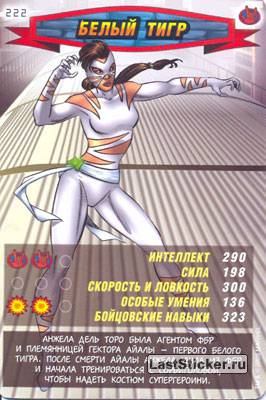 222
БЕЛЫЙ ТИГР
ИНТЕЛЛЕКТ 290
СИЛА 198
СКОРОСТЬ И ЛОВКОСТЬ 300
ОСОБЫЕ УМЕНИЯ 136
БОЙЦОВСКИЕ НАВЫКИ 323
АНЖЕЛА ДЕЛЬ ТОРО БЫЛА АГЕНТОМ ФБР
И ПЛЕМЯННИЦЕЙ ГЕКТОРА АЙАЛЫ – ПЕРВОГО БЕЛОГО
ТИГРА. ПОСЛЕ СМЕРТИ АЙАЛЫ ИЗ ФБР
И НАЧАЛА ТРЕНИРОВАТЬСЯ
ЧТОБЫ НАДЕТЬ КОСТЮМ СУПЕРГЕРОИНИ.
LastSticker.ru